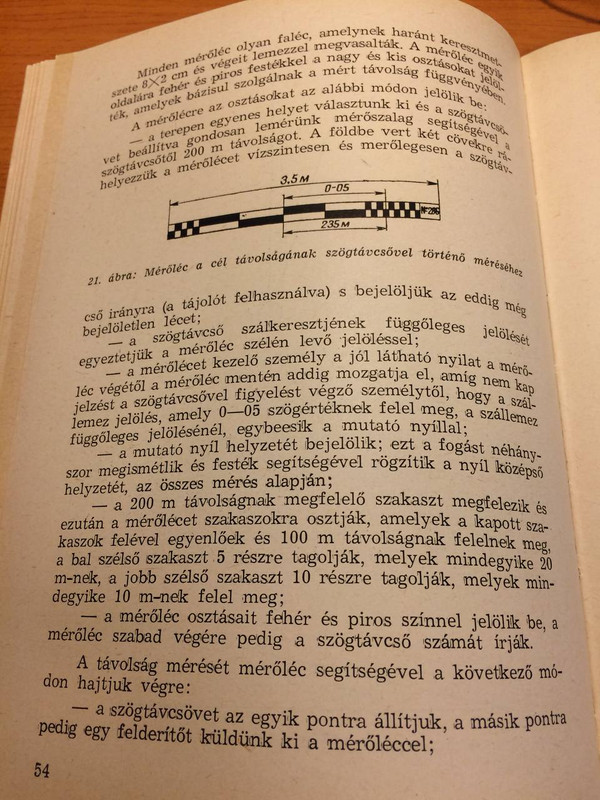 Minden mérőléc olyan faléc, amelynek haránt keresztmet-
szete 8×2 cm és végeit lemezzel megvasalták. A mérőléc egyik
oldalára fehér és piros festékkel a nagy és kis osztásokat jelöl-
ték, amelyek bázisul szolgálnak a mért távolság függvényében.
A mérőlécre az osztásokat az alábbi módon jelölik be:
— a terepen egyenes helyet választunk ki és a szögtávcsö-
vet beállítva gondosan lemérünk mérőszalag segítségével a
szögtávcsőtől 200 m távolságot. A földbe vert két cövekre rá-
helyezzük a mérőlécet vízszintesen és merőlegesen a szögtáv-
3,5 м
0-05
235 м
21. ábra: Mérőléc a cél távolságának szögtávcsővel történő méréséhez
cső irányra (a tájolót felhasználva) s bejelöljük az eddig még
bejelöletlen lécet;
— a szögtávcső szálkeresztjének függőleges jelölését
egyeztetjük a mérőléc szélén levő jelöléssel;
— a mérőlécet kezelő személy a jól látható nyilat a mérő-
léc végétől a mérőléc mentén addig mozgatja el, amíg nem kap
jelzést a szögtávcsővel figyelést végző személytől, hogy a szál-
lemez jelölés, amely 0—05 szögértéknek felel meg, a szállemez
függőleges jelölésénél, egybeesik a mutató nyíllal;
— a mutató nyíl helyzetét bejelölik; ezt a fogást néhány-
szor megismétlik és festék segítségével rögzítik a nyíl középső
helyzetét, az összes mérés alapján;
— a 200 m távolságnak megfelelő szakaszt megfelezik és
ezután a mérőlécet szakaszokra osztják, amelyek a kapott sza-
kaszok felével egyenlőek és 100 m távolságnak felelnek meg,
a bal szélső szakaszt 5 részre tagolják, melyek mindegyike 20
m-nek, a jobb szélső szakaszt 10 részre tagolják, melyek min-
degyike 10 m-nek felel meg;
— a mérőléc osztásait fehér és piros színnel jelölik be, a
mérőléc szabad végére pedig a szögtávcső számát írják.
A távolság mérését mérőléc segítségével a következő mó-
don hajtjuk végre:
— a szögtávcsövet az egyik pontra állítjuk, a másik pontra
pedig egy felderítőt küldünk ki a mérőléccel;
54